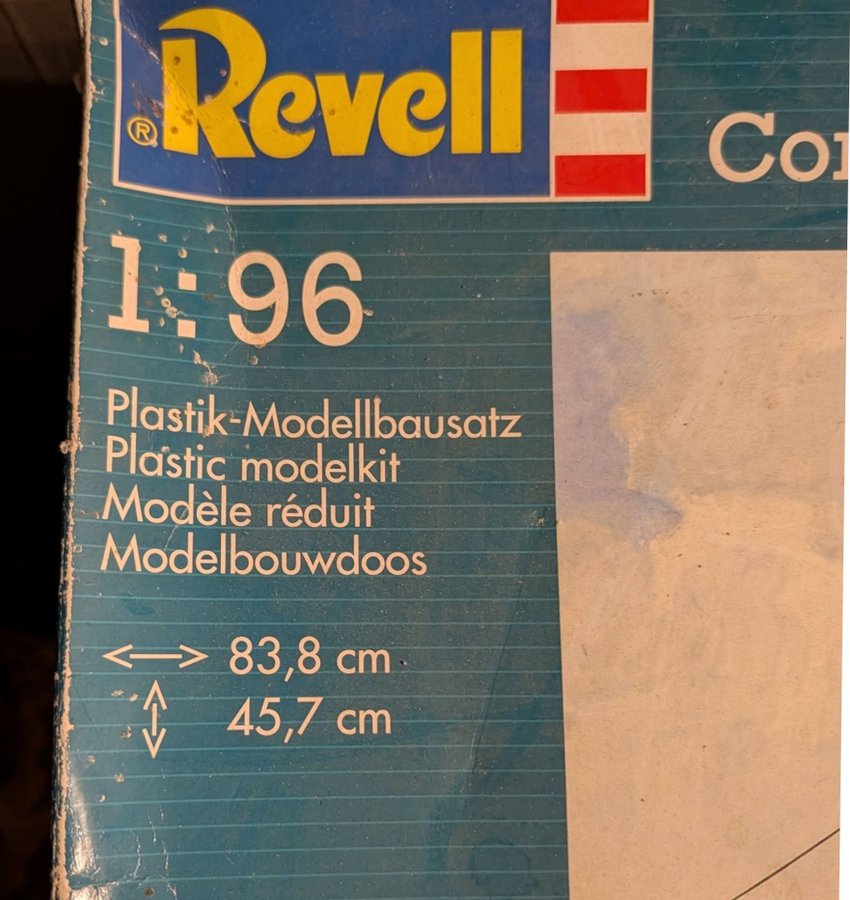 ® Revell
Co
1:96
Plastik-Modellbausatz
Plastic modelkit
Modèle réduit
Modelbouwdoos
83,8 cm
45,7 cm